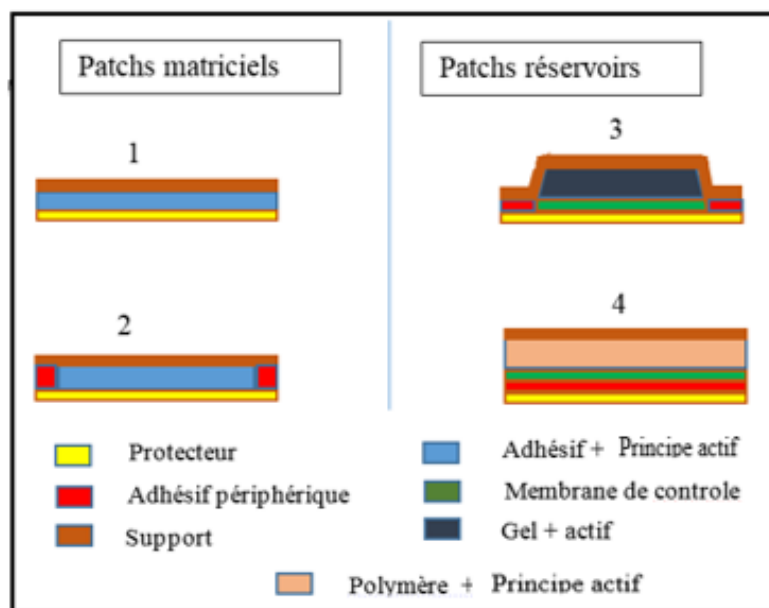 Patchs matriciels
Patchs réservoirs
1
3
2
4
Protecteur
Adhésif + Principe actif
Adhésif périphérique
Membrane de controle
Support
Gel + actif
Polymère + Principe actif